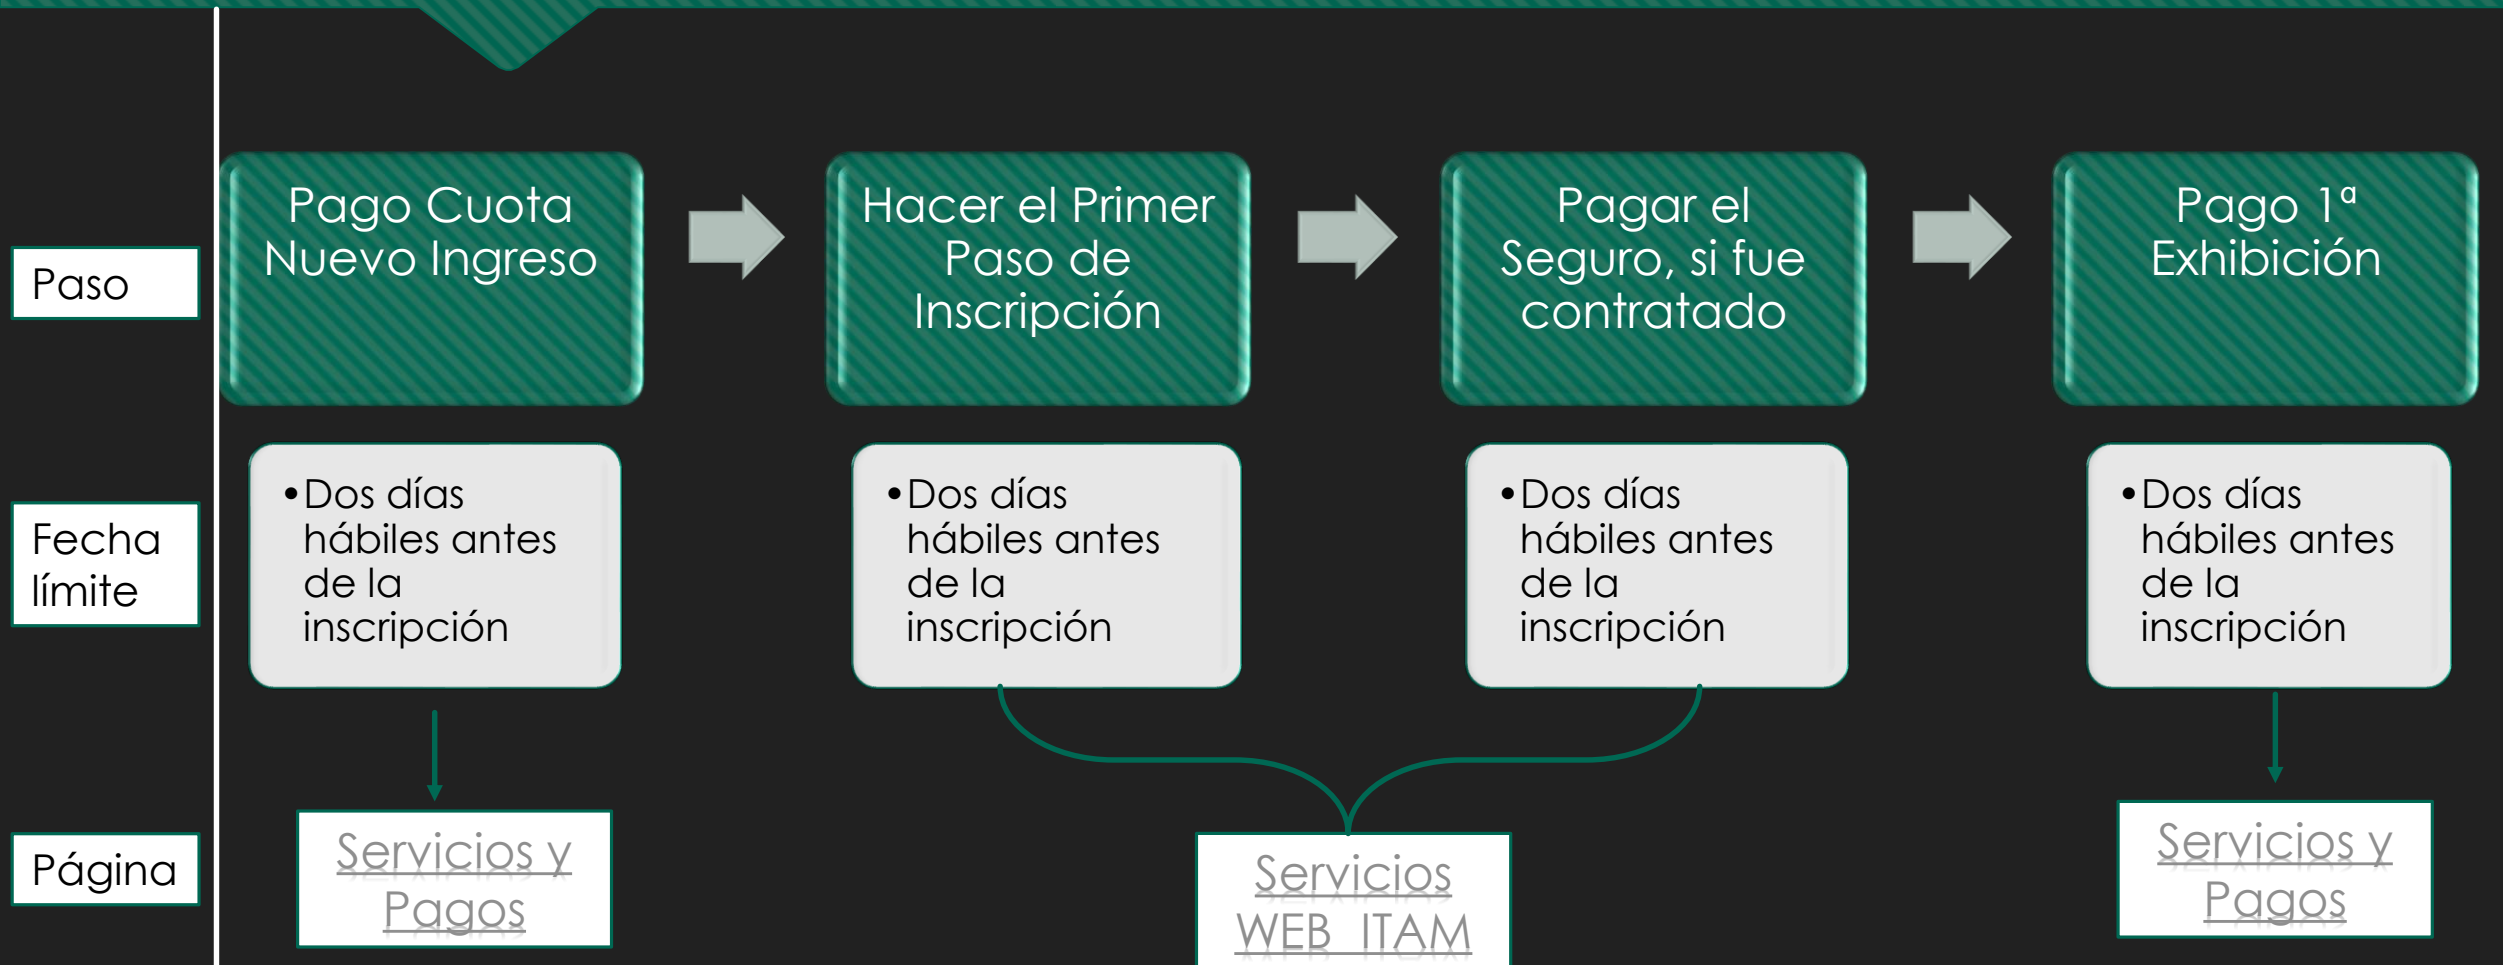 Paso
Pago Cuota
Nuevo Ingreso
Hacer el Primer
Paso de
Inscripción
Pagar el
Seguro, si fue
contratado
Pago 1ª
Exhibición
Fecha
límite
•Dos días
hábiles antes
de la
inscripción
•Dos días
hábiles antes
de la
inscripción
•Dos días
hábiles antes
de la
inscripción
•Dos días
hábiles antes
de la
inscripción
Página
Servicios y
Pagos
Servicios
WEB ITAM
Servicios y
Pagos